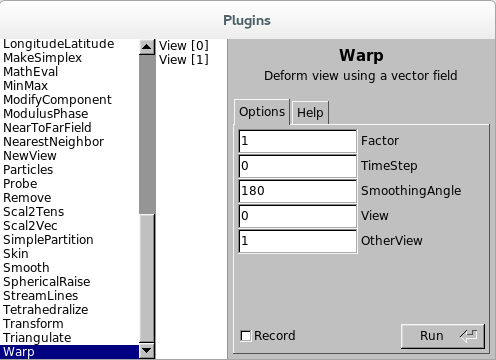 Plugins
LongitudeLatitude
MakeSimplex
MathEval
MinMax
ModifyComponent
ModulusPhase
NearToFarField
NearestNeighbor
NewView
Particles
Probe
Remove
Scal2Tens
Scal2Vec
SimplePartition
Skin
Smooth
SphericalRaise
StreamLines
Tetrahedralize
Transform
Triangulate
Warp
View [0]
View [1]
Warp
Deform view using a vector field
Options Help
1 Factor
0 TimeStep
180 SmoothingAngle
0 View
1 OtherView
Record Run